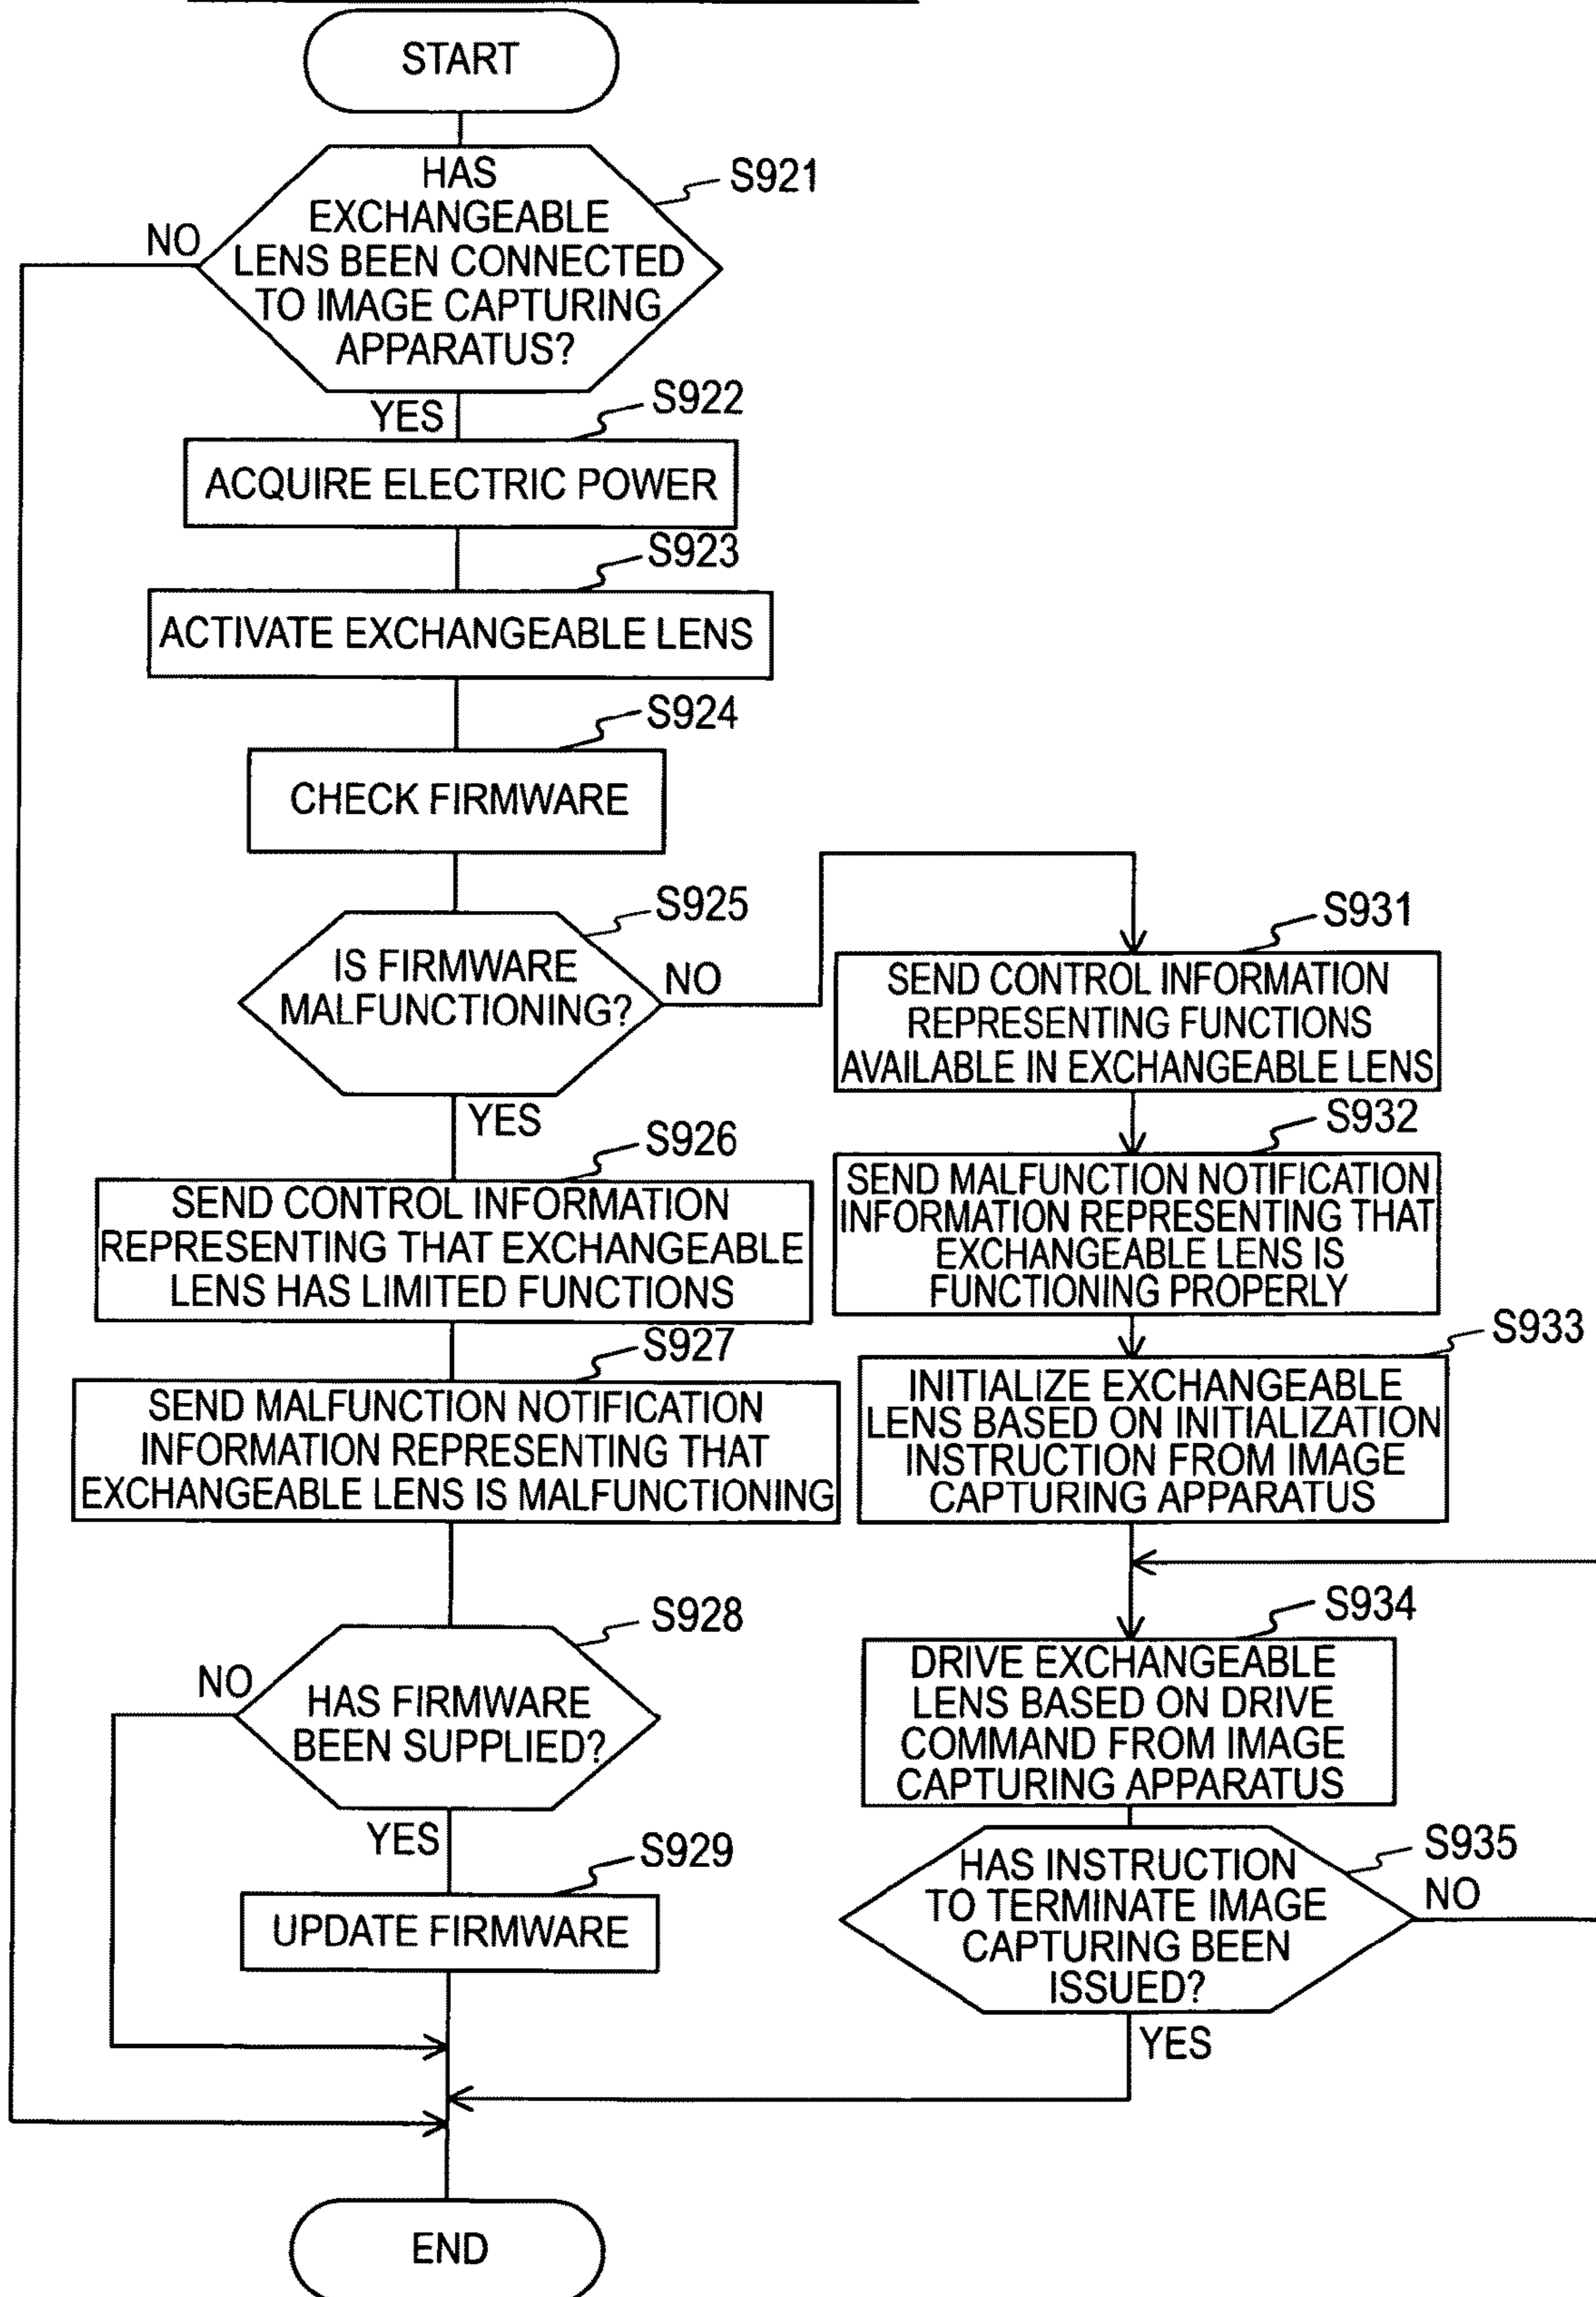 START
HAS
EXCHANGEABLE
LENS BEEN CONNECTED
TO IMAGE CAPTURING
APPARATUS?
S921
NO
YES
S922
ACQUIRE ELECTRIC POWER
S923
ACTIVATE EXCHANGEABLE LENS
S924
CHECK FIRMWARE
S925
IS FIRMWARE
MALFUNCTIONING?
NO
YES
S926
SEND CONTROL INFORMATION
REPRESENTING THAT EXCHANGEABLE
LENS HAS LIMITED FUNCTIONS
S927
SEND MALFUNCTION NOTIFICATION
INFORMATION REPRESENTING THAT
EXCHANGEABLE LENS IS MALFUNCTIONING
S928
NO
HAS FIRMWARE
BEEN SUPPLIED?
YES
S929
UPDATE FIRMWARE
S931
SEND CONTROL INFORMATION
REPRESENTING FUNCTIONS
AVAILABLE IN EXCHANGEABLE LENS
S932
SEND MALFUNCTION NOTIFICATION
INFORMATION REPRESENTING THAT
EXCHANGEABLE LENS IS
FUNCTIONING PROPERLY
S933
INITIALIZE EXCHANGEABLE
LENS BASED ON INITIALIZATION
INSTRUCTION FROM IMAGE
CAPTURING APPARATUS
S934
DRIVE EXCHANGEABLE
LENS BASED ON DRIVE
COMMAND FROM IMAGE
CAPTURING APPARATUS
S935
HAS INSTRUCTION
TO TERMINATE IMAGE
CAPTURING BEEN
ISSUED?
NO
YES
END